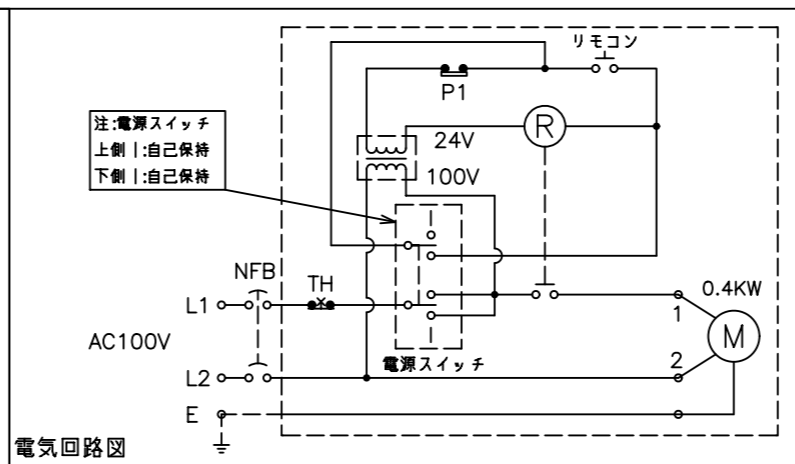 リモコン
P1
注:電源スイッチ
上側|:自己保持
下側|:自己保持
24V
R
100V
NFB
TH
L1
0.4KW
1
AC100V
M
2
L2
電源スイッチ
E
電気回路図